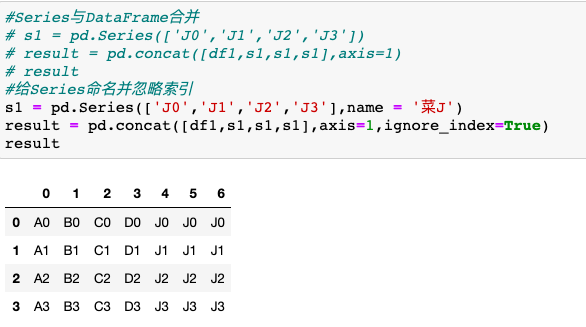 #Series与DataFrame合并
# s1 = pd.Series(['J0','J1','J2','J3'])
# result = pd.concat([df1,s1,s1,s1],axis=1)
# result
#给Series命名并忽略索引
s1 = pd.Series(['J0','J1','J2','J3'],name = '菜J')
result = pd.concat([df1,s1,s1,s1],axis=1,ignore_index=True)
result
0 1 2 3 4 5 6
0 A0 B0 C0 D0 J0 J0 J0
1 A1 B1 C1 D1 J1 J1 J1
2 A2 B2 C2 D2 J2 J2 J2
3 A3 B3 C3 D3 J3 J3 J3